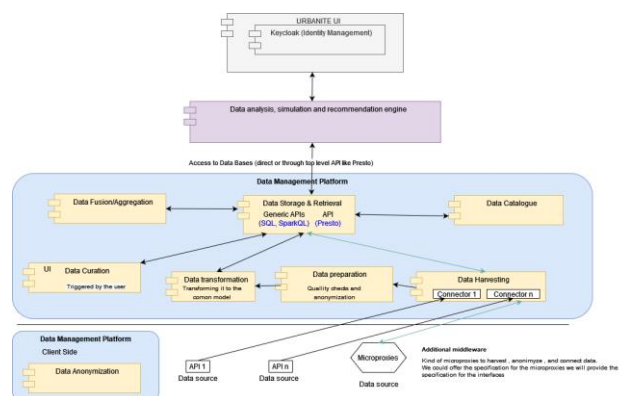 URBANITE UI
Keycloak (Identity Management)
Data analysis, simulation and recommendation engine
Access to Data Bases (direct or through top level API like Presto)
Data Management Platform
Data Fusion/Aggregation
Data Storage & Retrieval
Generic APIs API
(SQL, SparkQL) (Presto)
Data Catalogue
UI Data Curation
Triggered by the user
Data transformation
Transforming it to the comon model
Data preparation
Quality checks and anonymization
Data Harvesting
Connector 1 Connector n
Data Management Platform
Client Side
Data Anonymization
API 1
Data source
API n
Data source
Microproxies
Data source
Additional middleware
Kind of microproxies to harvest , anonimyze , and connect data.
We could offer the specification for the microproxies we will provide the
specification for the interfaces